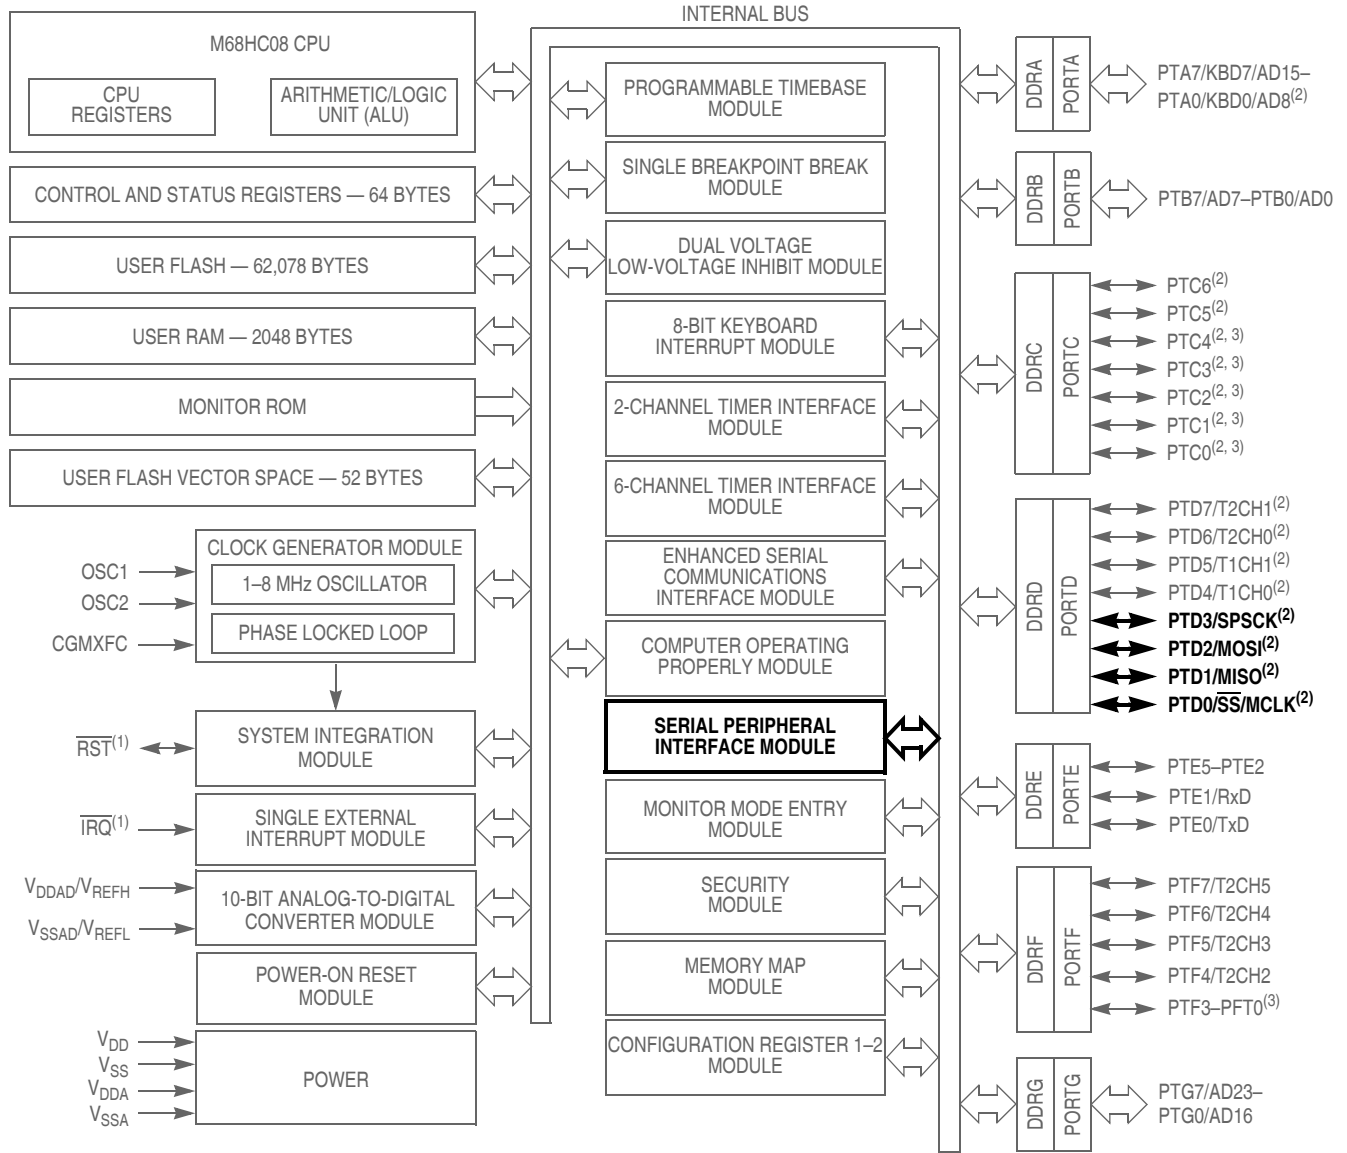 INTERNAL BUS
M68HC08 CPU
CPU
REGISTERS
ARITHMETIC/LOGIC
UNIT (ALU)
CONTROL AND STATUS REGISTERS — 64 BYTES
USER FLASH — 62,078 BYTES
USER RAM — 2048 BYTES
MONITOR ROM
USER FLASH VECTOR SPACE — 52 BYTES
OSC1
OSC2
CGMXFC
CLOCK GENERATOR MODULE
1–8 MHz OSCILLATOR
PHASE LOCKED LOOP
RST(1)
SYSTEM INTEGRATION
MODULE
IRQ(1)
SINGLE EXTERNAL
INTERRUPT MODULE
VDDAD/VREFH
VSSAD/VREFL
10-BIT ANALOG-TO-DIGITAL
CONVERTER MODULE
POWER-ON RESET
MODULE
VDD
VSS
VDDA
VSSA
POWER
PROGRAMMABLE TIMEBASE
MODULE
SINGLE BREAKPOINT BREAK
MODULE
DUAL VOLTAGE
LOW-VOLTAGE INHIBIT MODULE
8-BIT KEYBOARD
INTERRUPT MODULE
2-CHANNEL TIMER INTERFACE
MODULE
6-CHANNEL TIMER INTERFACE
MODULE
ENHANCED SERIAL
COMMUNICATIONS
INTERFACE MODULE
COMPUTER OPERATING
PROPERLY MODULE
SERIAL PERIPHERAL
INTERFACE MODULE
MONITOR MODE ENTRY
MODULE
SECURITY
MODULE
MEMORY MAP
MODULE
CONFIGURATION REGISTER 1–2
MODULE
DDRA
PORTA
PTA7/KBD7/AD15–
PTA0/KBD0/AD8(2)
DDRB
PORTB
PTB7/AD7–PTB0/AD0
DDRC
PORTC
PTC6(2)
PTC5(2)
PTC4(2, 3)
PTC3(2, 3)
PTC2(2, 3)
PTC1(2, 3)
PTC0(2, 3)
DDRD
PORTD
PTD7/T2CH1(2)
PTD6/T2CH0(2)
PTD5/T1CH1(2)
PTD4/T1CH0(2)
PTD3/SPSCK(2)
PTD2/MOSI(2)
PTD1/MISO(2)
PTD0/SS/MCLK(2)
DDRE
PORTE
PTE5–PTE2
PTE1/RxD
PTE0/TxD
DDRF
PORTF
PTF7/T2CH5
PTF6/T2CH4
PTF5/T2CH3
PTF4/T2CH2
PTF3–PFT0(3)
DDRG
PORTG
PTG7/AD23–
PTG0/AD16